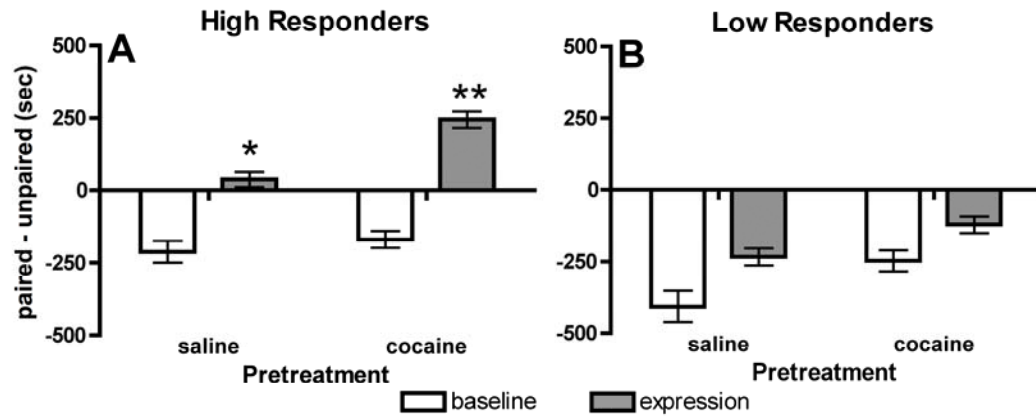 High Responders
A
paired - unpaired (sec)
500
250
0
-250
-500
*
**
saline
cocaine
Pretreatment
Low Responders
B
500
250
0
-250
-500
saline
cocaine
Pretreatment
baseline
expression